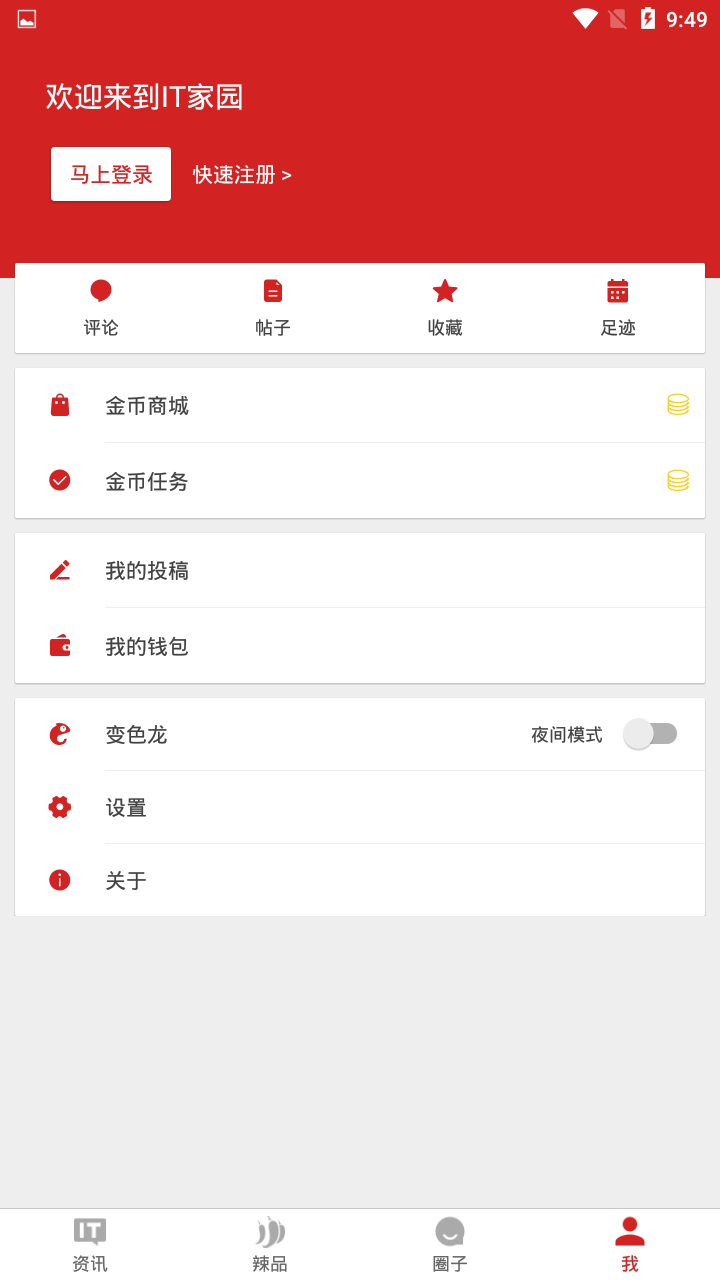 9:49
欢迎来到IT家园
马上登录 快速注册 >
评论 帖子 收藏 足迹
金币商城
金币任务
我的投稿
我的钱包
变色龙 夜间模式
设置
关于
IT
资讯 辣品 圈子 我